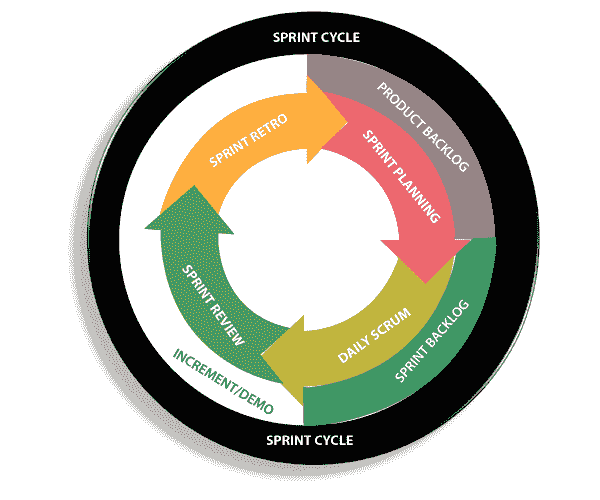 SPRINT CYCLE
PRODUCT BACKLOG
SPRINT RETRO
SPRINT PLANNING
SPRINT REVIEW
DAILY SCRUM
SPRINT BACKLOG
INCREMENT/DEMO
SPRINT CYCLE